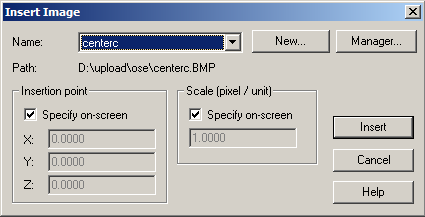 Insert Image
Name: centerc New... Manager...
Path: D:\upload\ose\centerc.BMP
Insertion point Scale (pixel / unit)
Specify on-screen Specify on-screen
X: 0.0000 1.0000 Insert
Y: 0.0000 Cancel
Z: 0.0000 Help